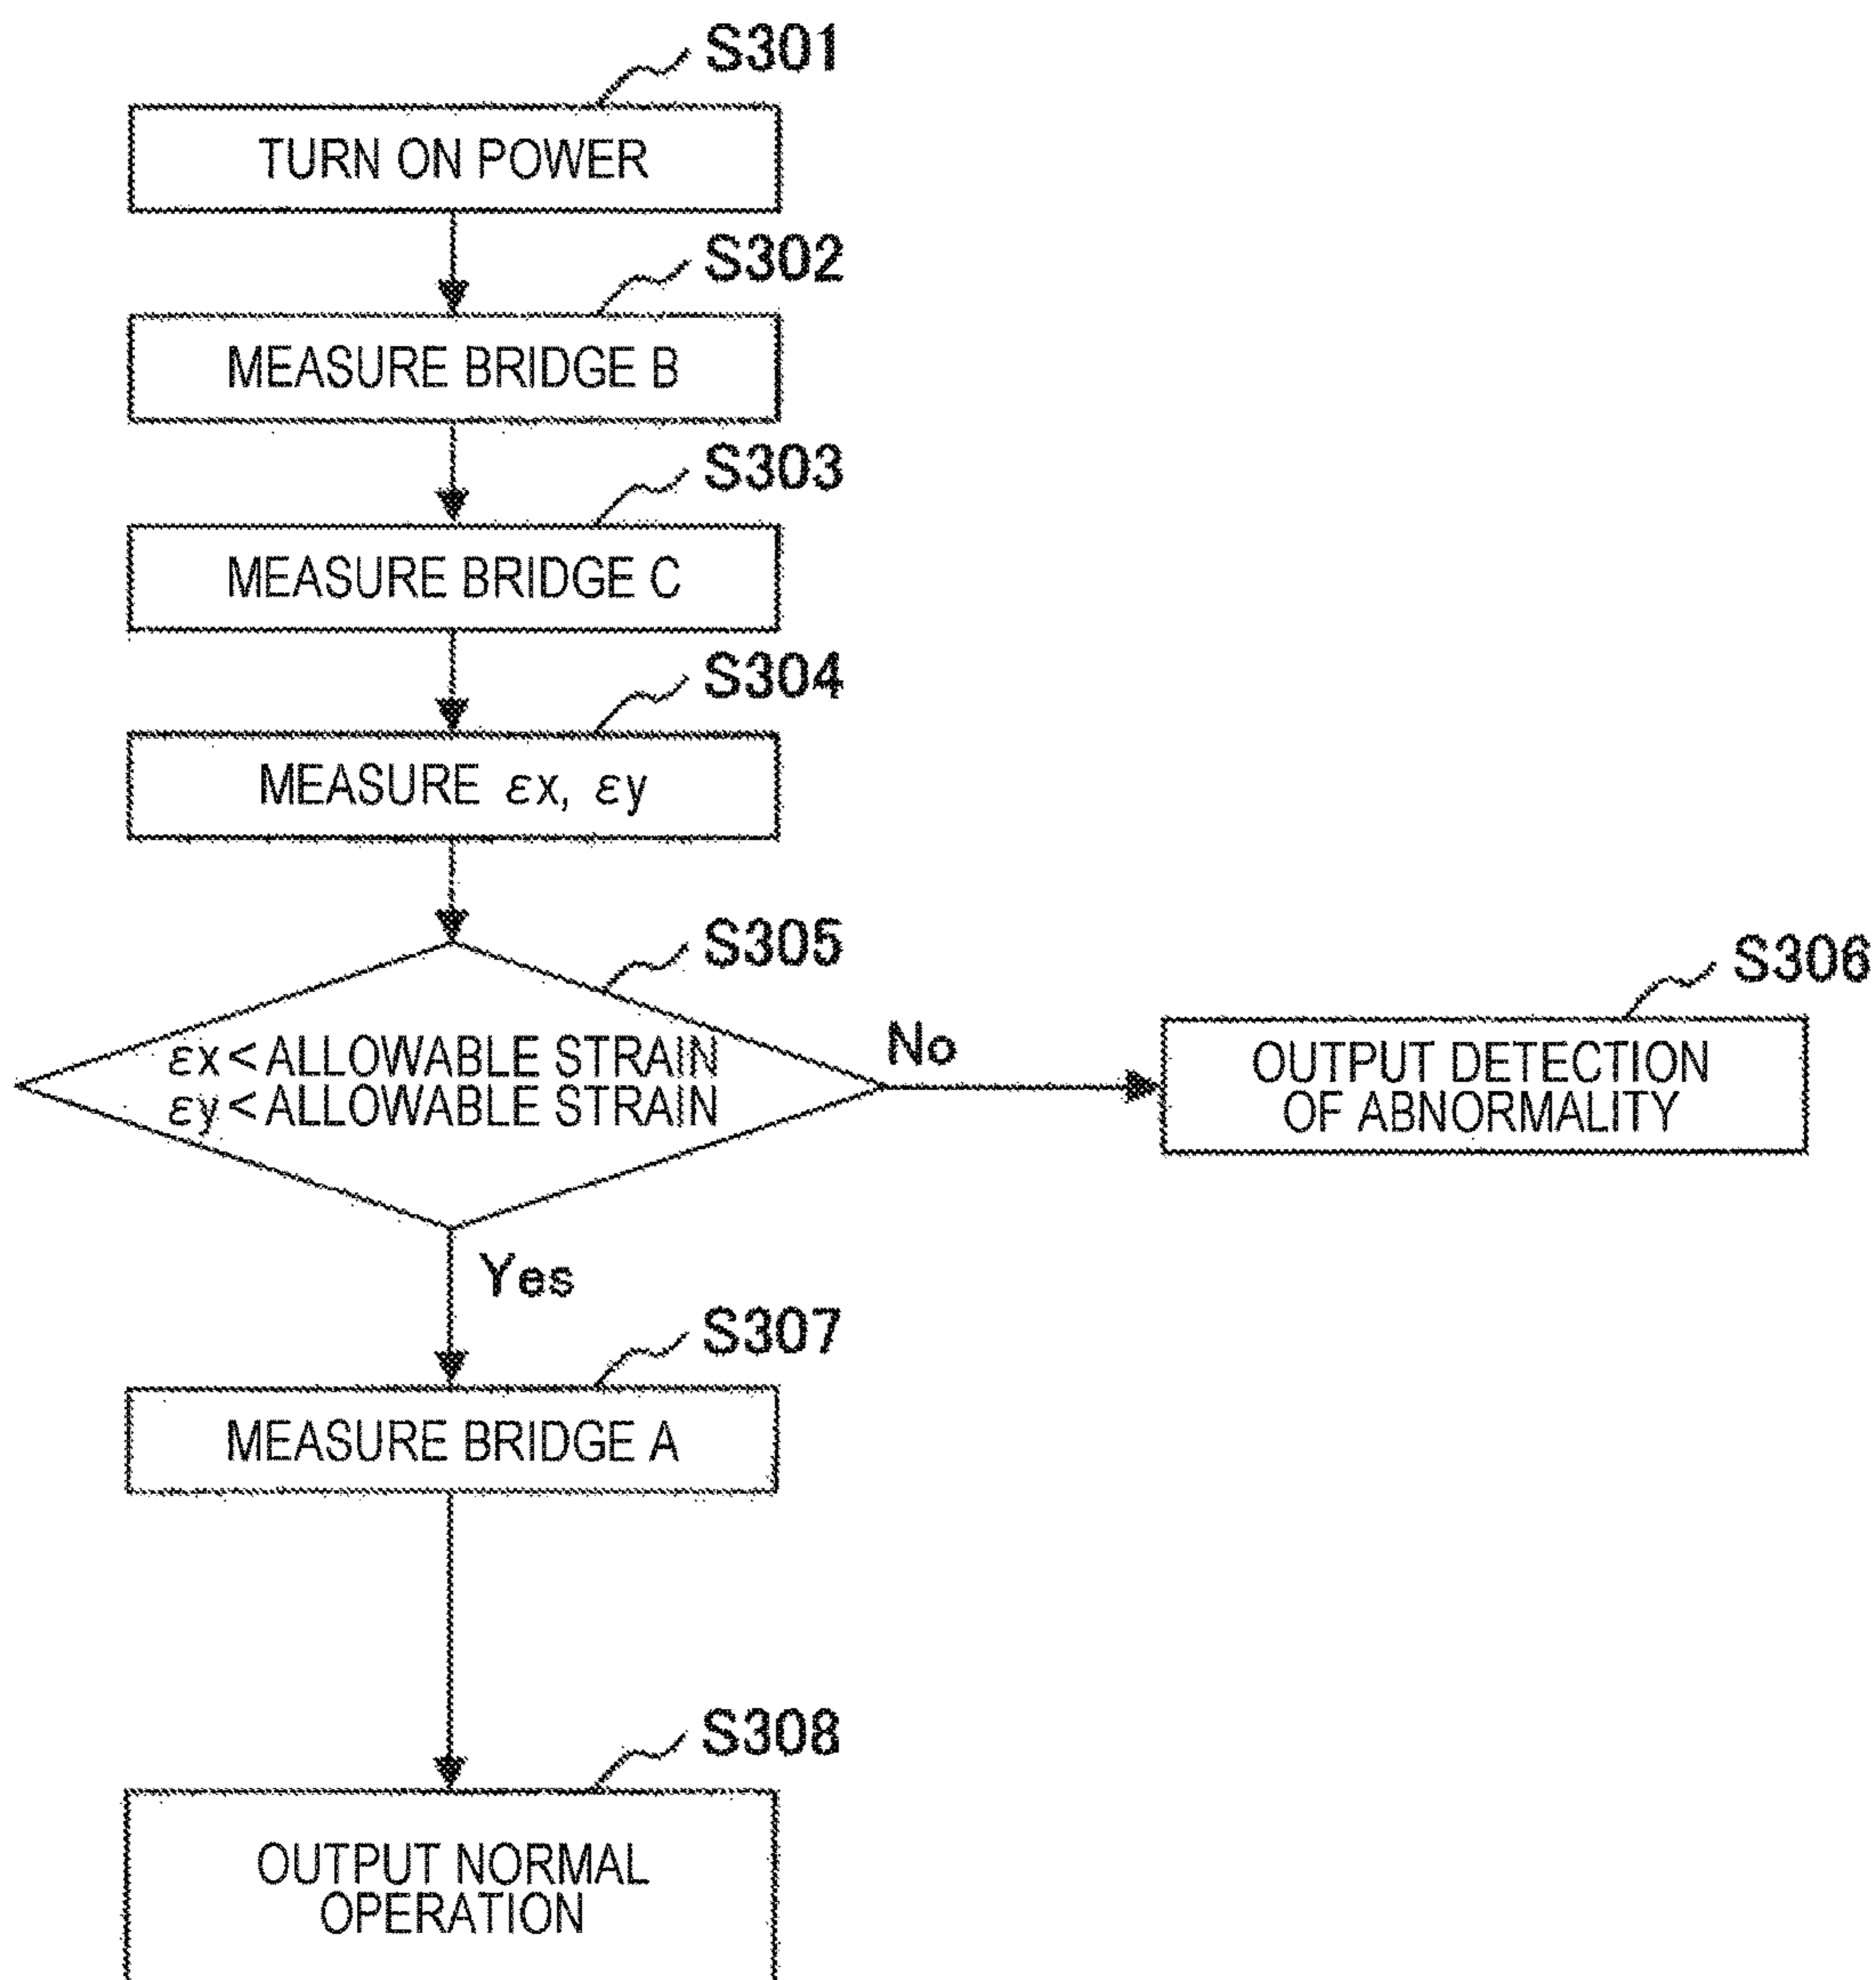 S301
TURN ON POWER
S302
MEASURE BRIDGE B
S303
MEASURE BRIDGE C
S304
MEASURE εx, εy
S305
εx < ALLOWABLE STRAIN
εy < ALLOWABLE STRAIN
No
S306
OUTPUT DETECTION
OF ABNORMALITY
Yes
S307
MEASURE BRIDGE A
S308
OUTPUT NORMAL
OPERATION